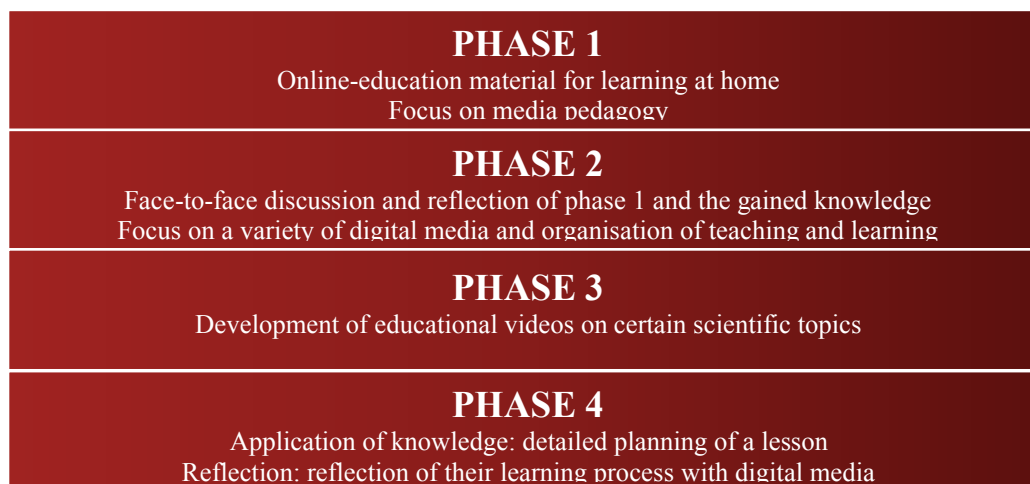 PHASE 1
Online-education material for learning at home
Focus on media pedagogy
PHASE 2
Face-to-face discussion and reflection of phase 1 and the gained knowledge
Focus on a variety of digital media and organisation of teaching and learning
PHASE 3
Development of educational videos on certain scientific topics
PHASE 4
Application of knowledge: detailed planning of a lesson
Reflection: reflection of their learning process with digital media